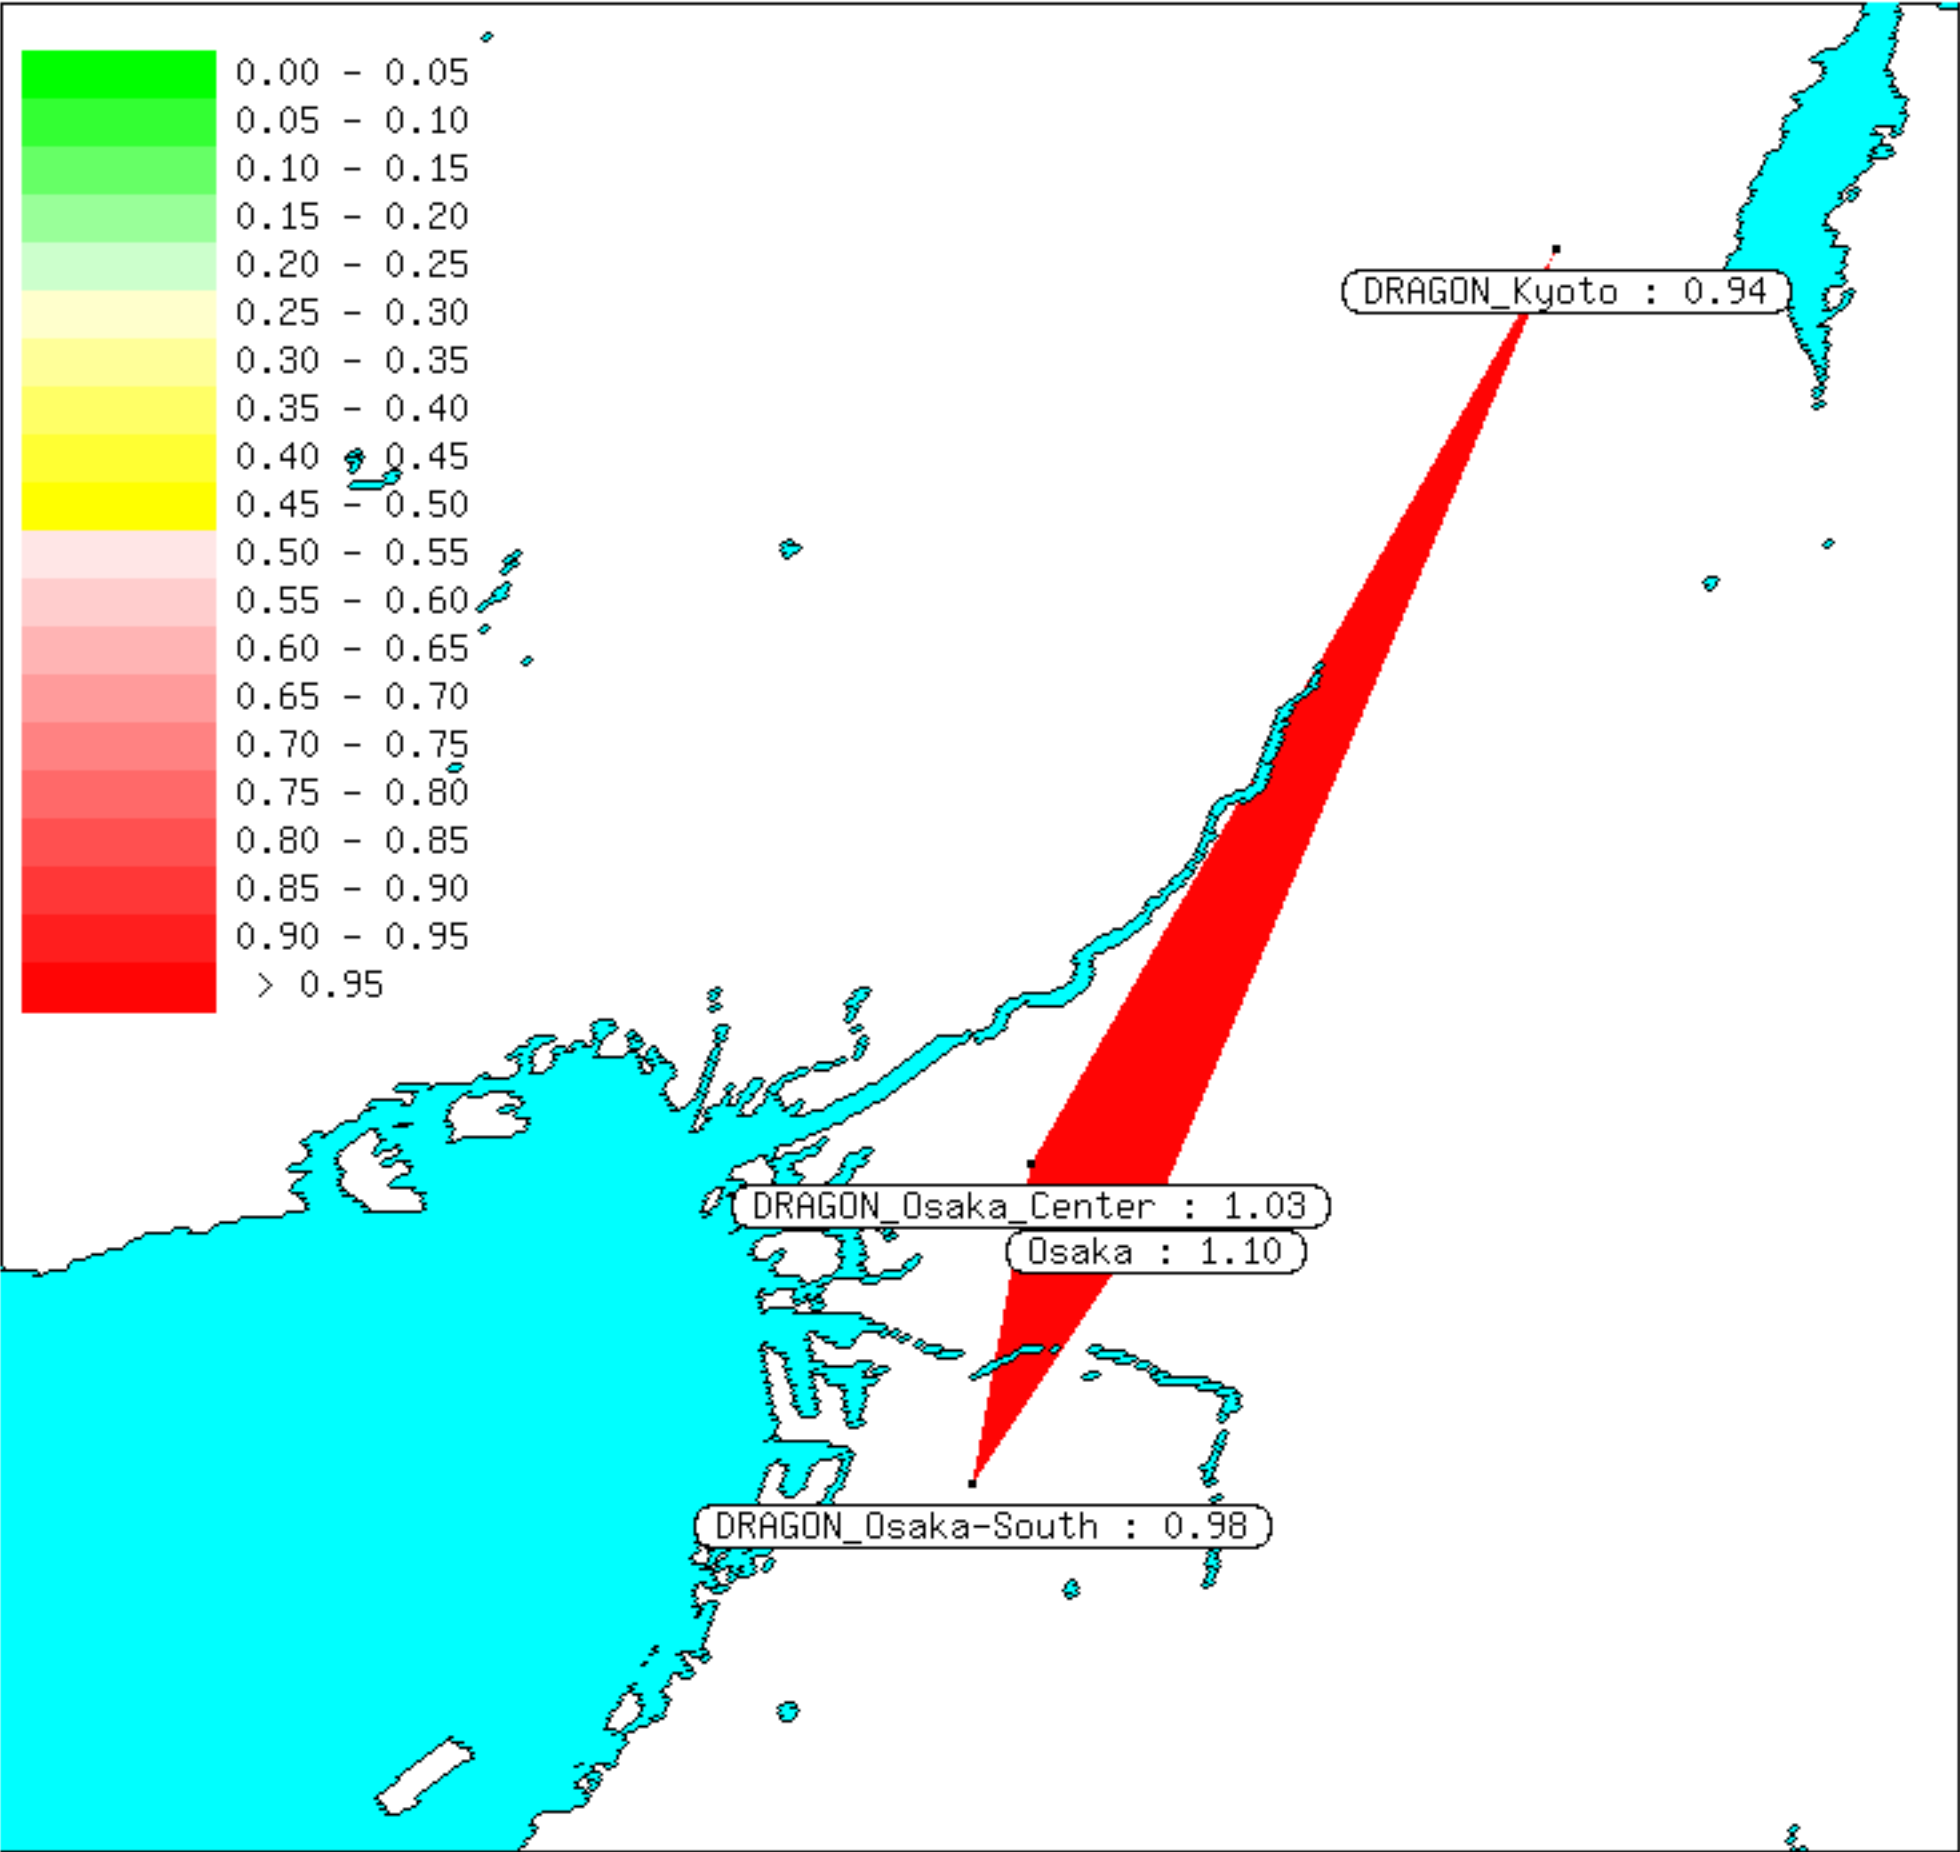 0.00 - 0.05
0.05 - 0.10
0.10 - 0.15
0.15 - 0.20
0.20 - 0.25
0.25 - 0.30
0.30 - 0.35
0.35 - 0.40
0.40 - 0.45
0.45 - 0.50
0.50 - 0.55
0.55 - 0.60
0.60 - 0.65
0.65 - 0.70
0.70 - 0.75
0.75 - 0.80
0.80 - 0.85
0.85 - 0.90
0.90 - 0.95
> 0.95
DRAGON_Kyoto : 0.94
DRAGON_Osaka_Center : 1.03
Osaka : 1.10
DRAGON_Osaka-South : 0.98